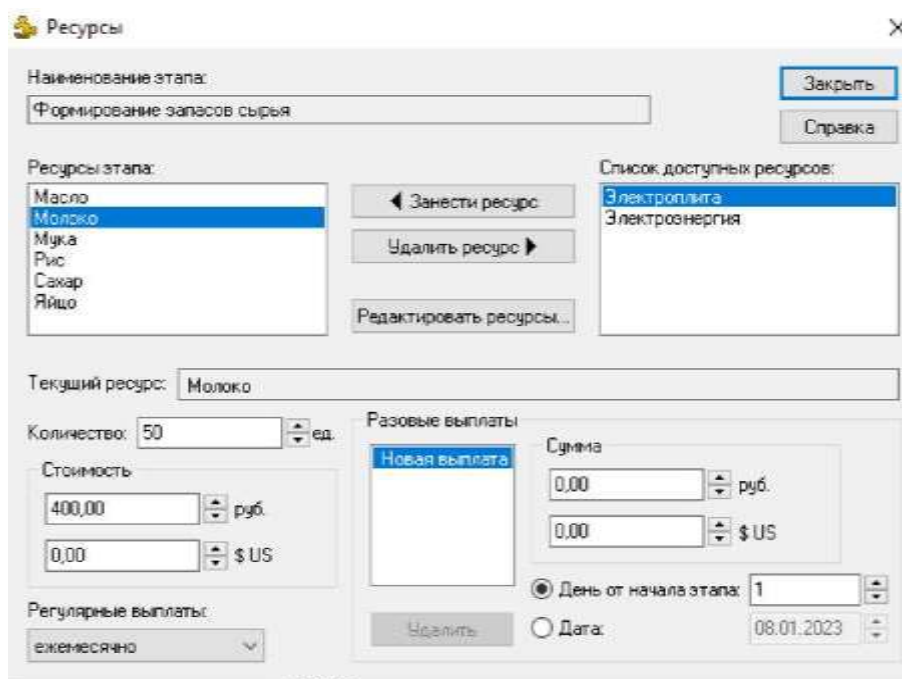 Ресурсы
Наименование этапа:
Закрыть
Формирование запасов сырья
Справка
Ресурсы этапа:
Список доступных ресурсов:
Масло
Молоко
Мука
Рис
Сахар
Яйцо
Занести ресурс
Удалить ресурс
Редактировать ресурсы...
Электроплита
Электроэнергия
Текущий ресурс:
Молоко
Количество: 50 ед.
Стоимость
400,00 руб.
0,00 $ US
Регулярные выплаты:
ежемесячно
Разовые выплаты
Новая выплата
Удалить
Сумма
0,00 руб.
0,00 $ US
День от начала этапа: 1
Дата: 08.01.2023